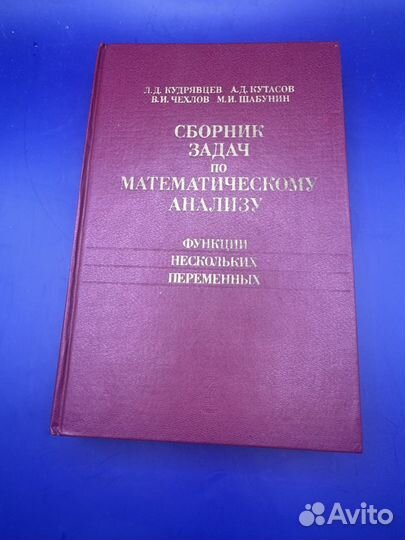 Л.Д. КУДРЯВЦЕВ А.Д. КУТАСОВ
В.И. ЧЕХЛОВ М.И. ШАБУНИН
СБОРНИК
ЗАДАЧ
ПО
МАТЕМАТИЧЕСКОМУ
АНАЛИЗУ
ФУНКЦИИ
НЕСКОЛЬКИХ
ПЕРЕМЕННЫХ
Avito